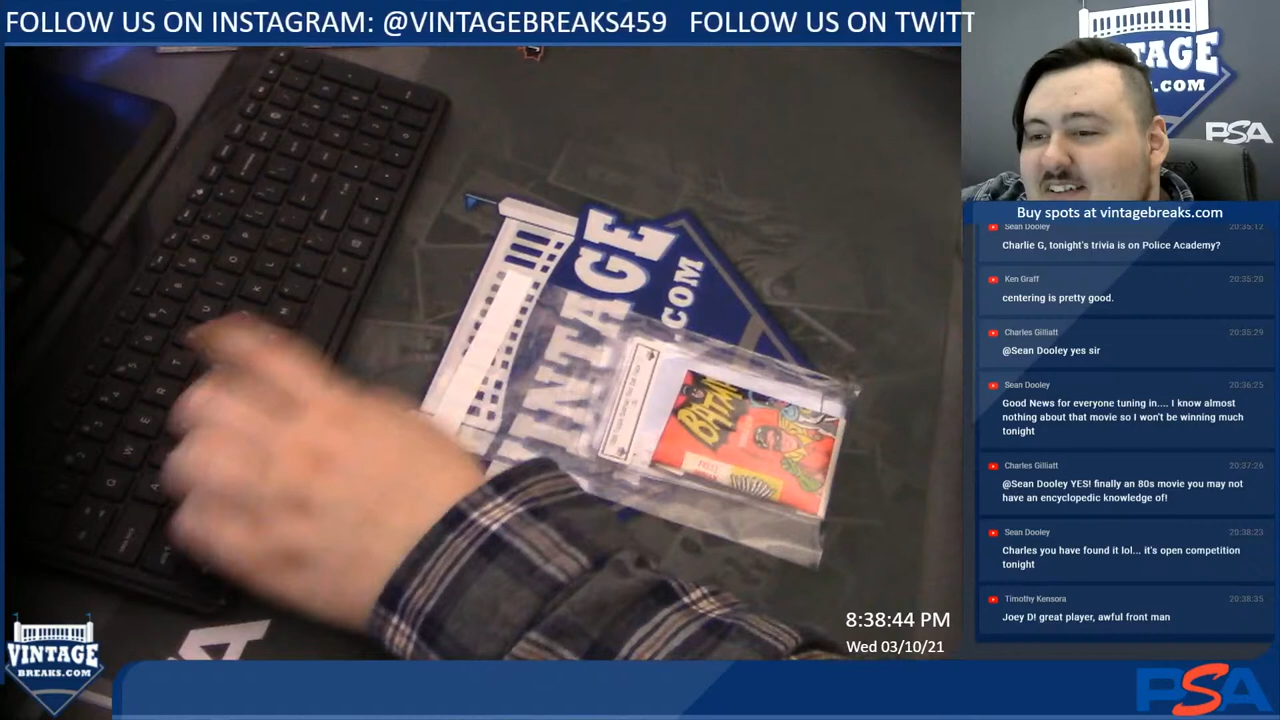 FOLLOW US ON INSTAGRAM: @VINTAGEBREAKS459 FOLLOW US ON TWITT
VINTAGE
.COM
PSA
Buy spots at vintagebreaks.com
Sean Dooley 20:35:12
Charlie G, tonight's trivia is on Police Academy?
Ken Graff 20:35:20
centering is pretty good.
Charles Gilliatt 20:35:29
@Sean Dooley yes sir
Sean Dooley 20:36:25
Good News for everyone tuning in.... I know almost
nothing about that movie so I won't be winning much
tonight
Charles Gilliatt 20:37:26
@Sean Dooley YES! finally an 80s movie you may not
have an encyclopedic knowledge of!
Sean Dooley 20:38:23
Charles you have found it lol... it's open competition
tonight
Timothy Kensora 20:38:35
Joey D! great player, awful front man
VINTAGE
.COM
BATMAN
8:38:44 PM
Wed 03/10/21
VINTAGE
BREAKS.COM
PSA